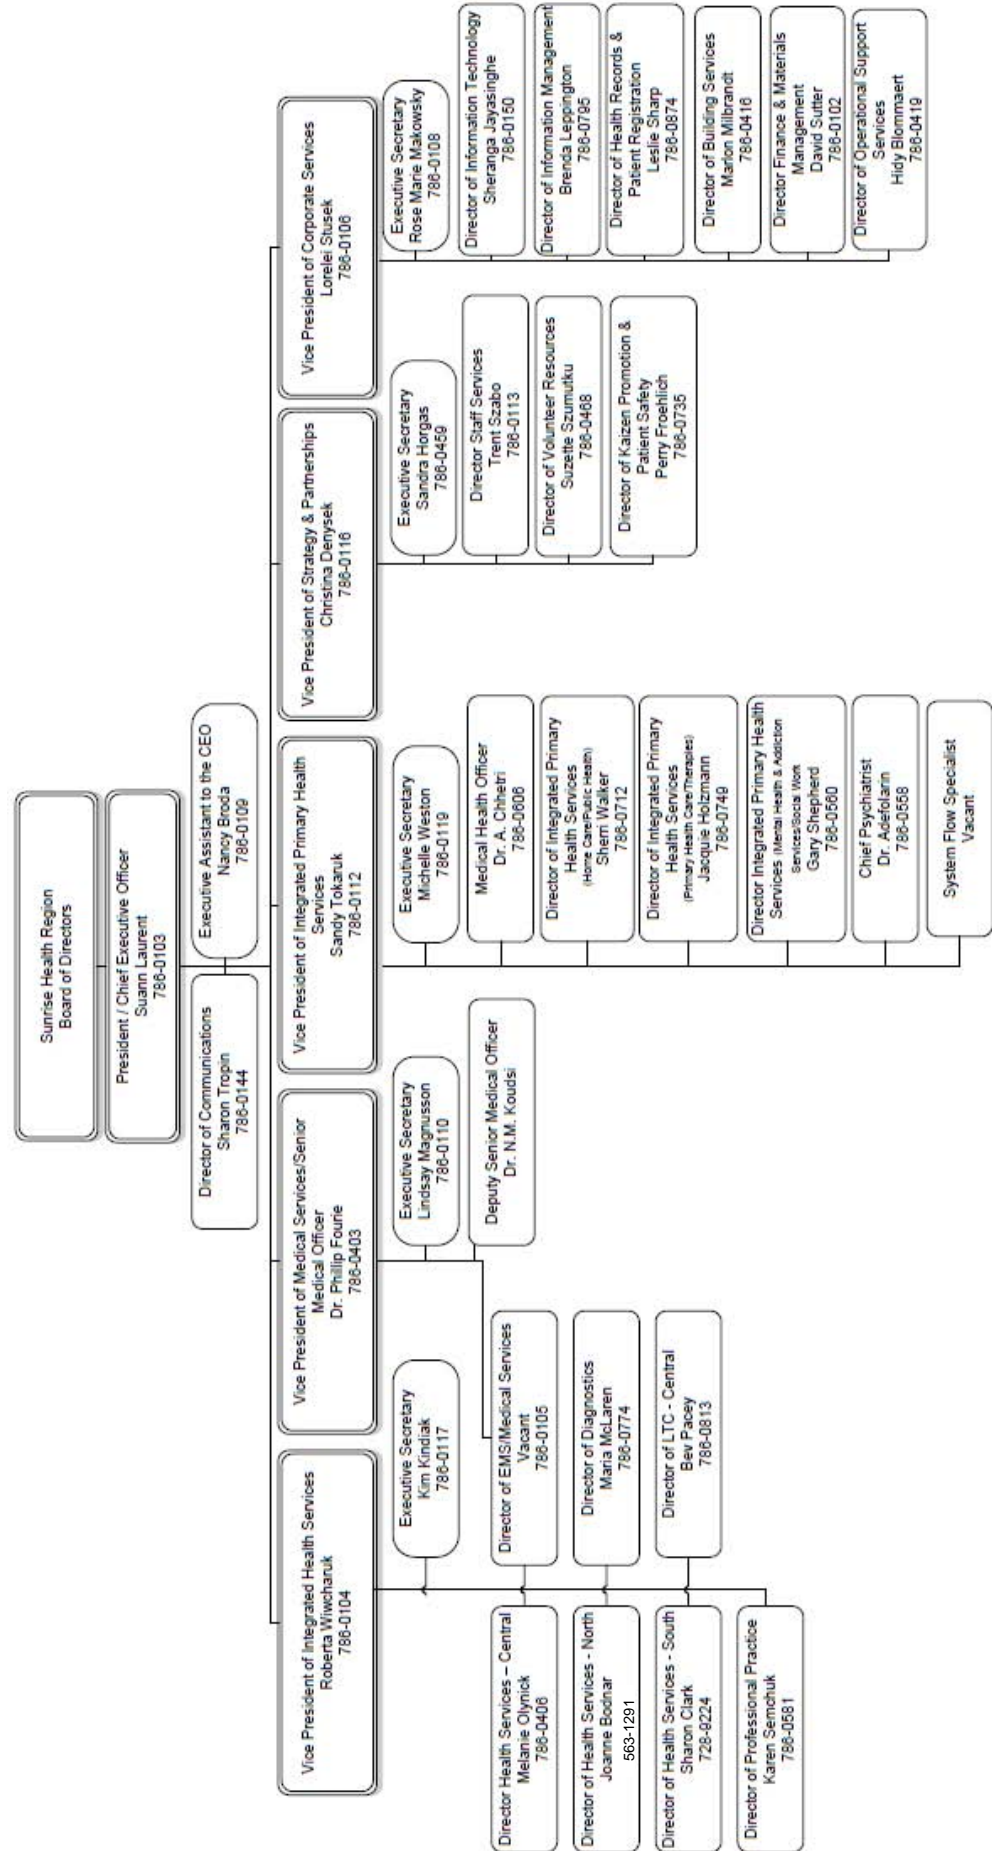 Sunrise Health Region
Board of Directors
President / Chief Executive Officer
Suann Laurent
786-0103
Director of Communications
Sharon Tropin
786-0144
Executive Assistant to the CEO
Nancy Broda
786-0109
Vice President of Integrated Health Services
Roberta Wiwcharuk
786-0104
Executive Secretary
Kim Kindiak
786-0117
Director Health Services – Central
Melanie Olynick
786-0406
Director of Health Services - North
Joanne Bodnar
563-1291
Director of Health Services - South
Sharon Clark
728-9224
Director of Professional Practice
Karen Semchuk
786-0581
Director of EMS/Medical Services
Vacant
786-0105
Director of Diagnostics
Maria McLaren
786-0774
Director of LTC - Central
Bev Pacey
786-0813
Vice President of Medical Services/Senior
Medical Officer
Dr. Phillip Fourie
786-0403
Executive Secretary
Lindsay Magnusson
786-0110
Deputy Senior Medical Officer
Dr. N.M. Koudsi
Vice President of Integrated Primary Health
Services
Sandy Tokaruk
786-0112
Executive Secretary
Michelle Weston
786-0119
Medical Health Officer
Dr. A. Chhetri
786-0606
Director of Integrated Primary
Health Services
(Home Care/Public Health)
Sherri Walker
786-0712
Director of Integrated Primary
Health Services
(Primary Health Care/Therapies)
Jacquie Holzmann
786-0749
Director Integrated Primary Health
Services (Mental Health & Addiction
Services/Social Work
Gary Shepherd
786-0560
Chief Psychiatrist
Dr. Adefolarin
786-0558
System Flow Specialist
Vacant
Vice President of Strategy & Partnerships
Christina Denysek
786-0116
Executive Secretary
Sandra Horgas
786-0459
Director Staff Services
Trent Szabo
786-0113
Director of Volunteer Resources
Suzette Szumutku
786-0468
Director of Kaizen Promotion &
Patient Safety
Perry Froehlich
786-0735
Vice President of Corporate Services
Lorelei Stusek
786-0106
Executive Secretary
Rose Marie Makowsky
786-0108
Director of Information Technology
Sheranga Jayasinghe
786-0150
Director of Information Management
Brenda Leppington
786-0795
Director of Health Records &
Patient Registration
Leslie Sharp
786-0874
Director of Building Services
Marlon Milbrandt
786-0416
Director Finance & Materials
Management
David Sutter
786-0102
Director of Operational Support
Services
Hidy Blommaert
786-0419